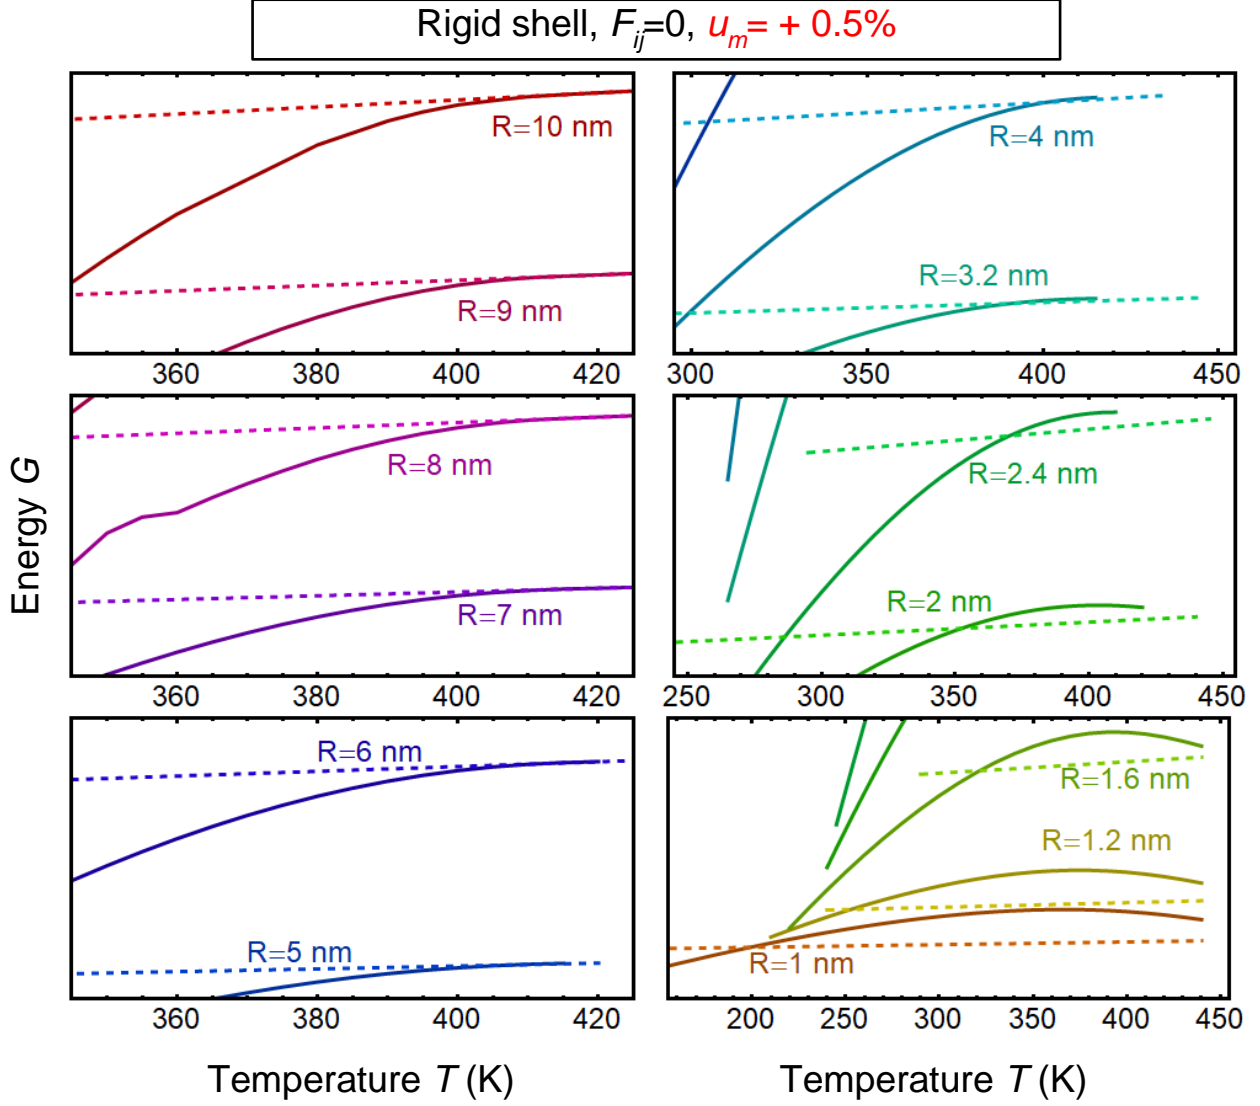 Rigid shell, F_ij=0, u_m= + 0.5%
Energy G
R=10 nm
R=9 nm
360 380 400 420
R=4 nm
R=3.2 nm
300 350 400 450
R=8 nm
R=7 nm
360 380 400 420
R=2.4 nm
R=2 nm
250 300 350 400 450
R=6 nm
R=5 nm
360 380 400 420
R=1.6 nm
R=1.2 nm
R=1 nm
200 250 300 350 400 450
Temperature T (K)
Temperature T (K)